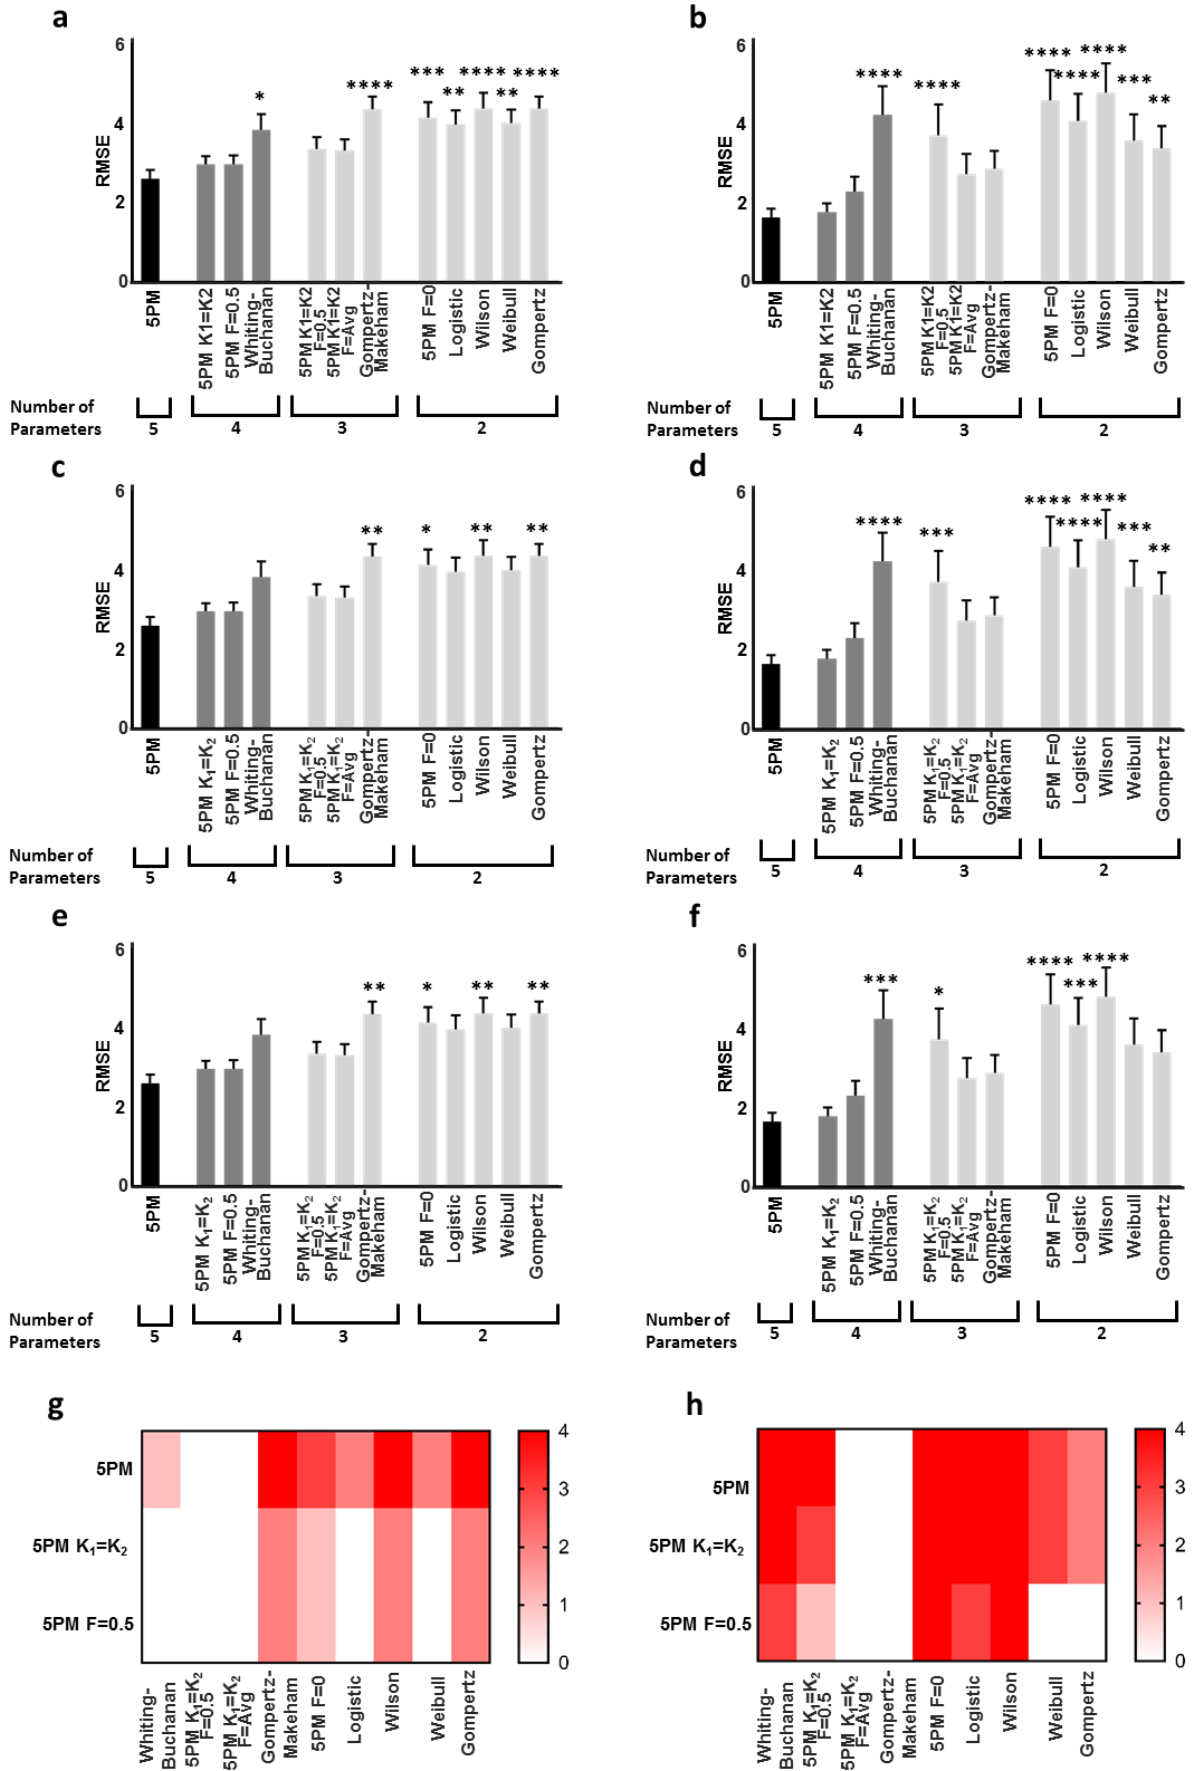 a
6
4
2
0
RMSE
*
****
***
**
****
**
****
5PM
5PM K1=K2
5PM F=0.5
Whiting-
Buchanan
5PM K1=K2
F=0.5
5PM K1=K2
F=Avg
Gompertz-
Makeham
5PM F=0
Logistic
Wilson
Weibull
Gompertz
Number of
Parameters
5
4
3
2
b
6
4
2
0
RMSE
****
****
****
****
****
***
**
5PM
5PM K1=K2
5PM F=0.5
Whiting-
Buchanan
5PM K1=K2
F=0.5
5PM K1=K2
F=Avg
Gompertz-
Makeham
5PM F=0
Logistic
Wilson
Weibull
Gompertz
Number of
Parameters
5
4
3
2
c
6
4
2
0
RMSE
**
*
**
**
5PM
5PM K₁=K₂
5PM F=0.5
Whiting-
Buchanan
5PM K₁=K₂
F=0.5
5PM K₁=K₂
F=Avg
Gompertz-
Makeham
5PM F=0
Logistic
Wilson
Weibull
Gompertz
Number of
Parameters
5
4
3
2
d
6
4
2
0
RMSE
****
***
****
****
****
***
**
5PM
5PM K₁=K₂
5PM F=0.5
Whiting-
Buchanan
5PM K₁=K₂
F=0.5
5PM K₁=K₂
F=Avg
Gompertz-
Makeham
5PM F=0
Logistic
Wilson
Weibull
Gompertz
Number of
Parameters
5
4
3
2
e
6
4
2
0
RMSE
**
*
**
**
5PM
5PM K₁=K₂
5PM F=0.5
Whiting-
Buchanan
5PM K₁=K₂
F=0.5
5PM K₁=K₂
F=Avg
Gompertz-
Makeham
5PM F=0
Logistic
Wilson
Weibull
Gompertz
Number of
Parameters
5
4
3
2
f
6
4
2
0
RMSE
***
*
****
***
****
5PM
5PM K₁=K₂
5PM F=0.5
Whiting-
Buchanan
5PM K₁=K₂
F=0.5
5PM K₁=K₂
F=Avg
Gompertz-
Makeham
5PM F=0
Logistic
Wilson
Weibull
Gompertz
Number of
Parameters
5
4
3
2
g
5PM
5PM K₁=K₂
5PM F=0.5
4
3
2
1
0
Whiting-
Buchanan
5PM K₁=K₂
F=0.5
5PM K₁=K₂
F=Avg
Gompertz-
Makeham
5PM F=0
Logistic
Wilson
Weibull
Gompertz
h
5PM
5PM K₁=K₂
5PM F=0.5
4
3
2
1
0
Whiting-
Buchanan
5PM K₁=K₂
F=0.5
5PM K₁=K₂
F=Avg
Gompertz-
Makeham
5PM F=0
Logistic
Wilson
Weibull
Gompertz